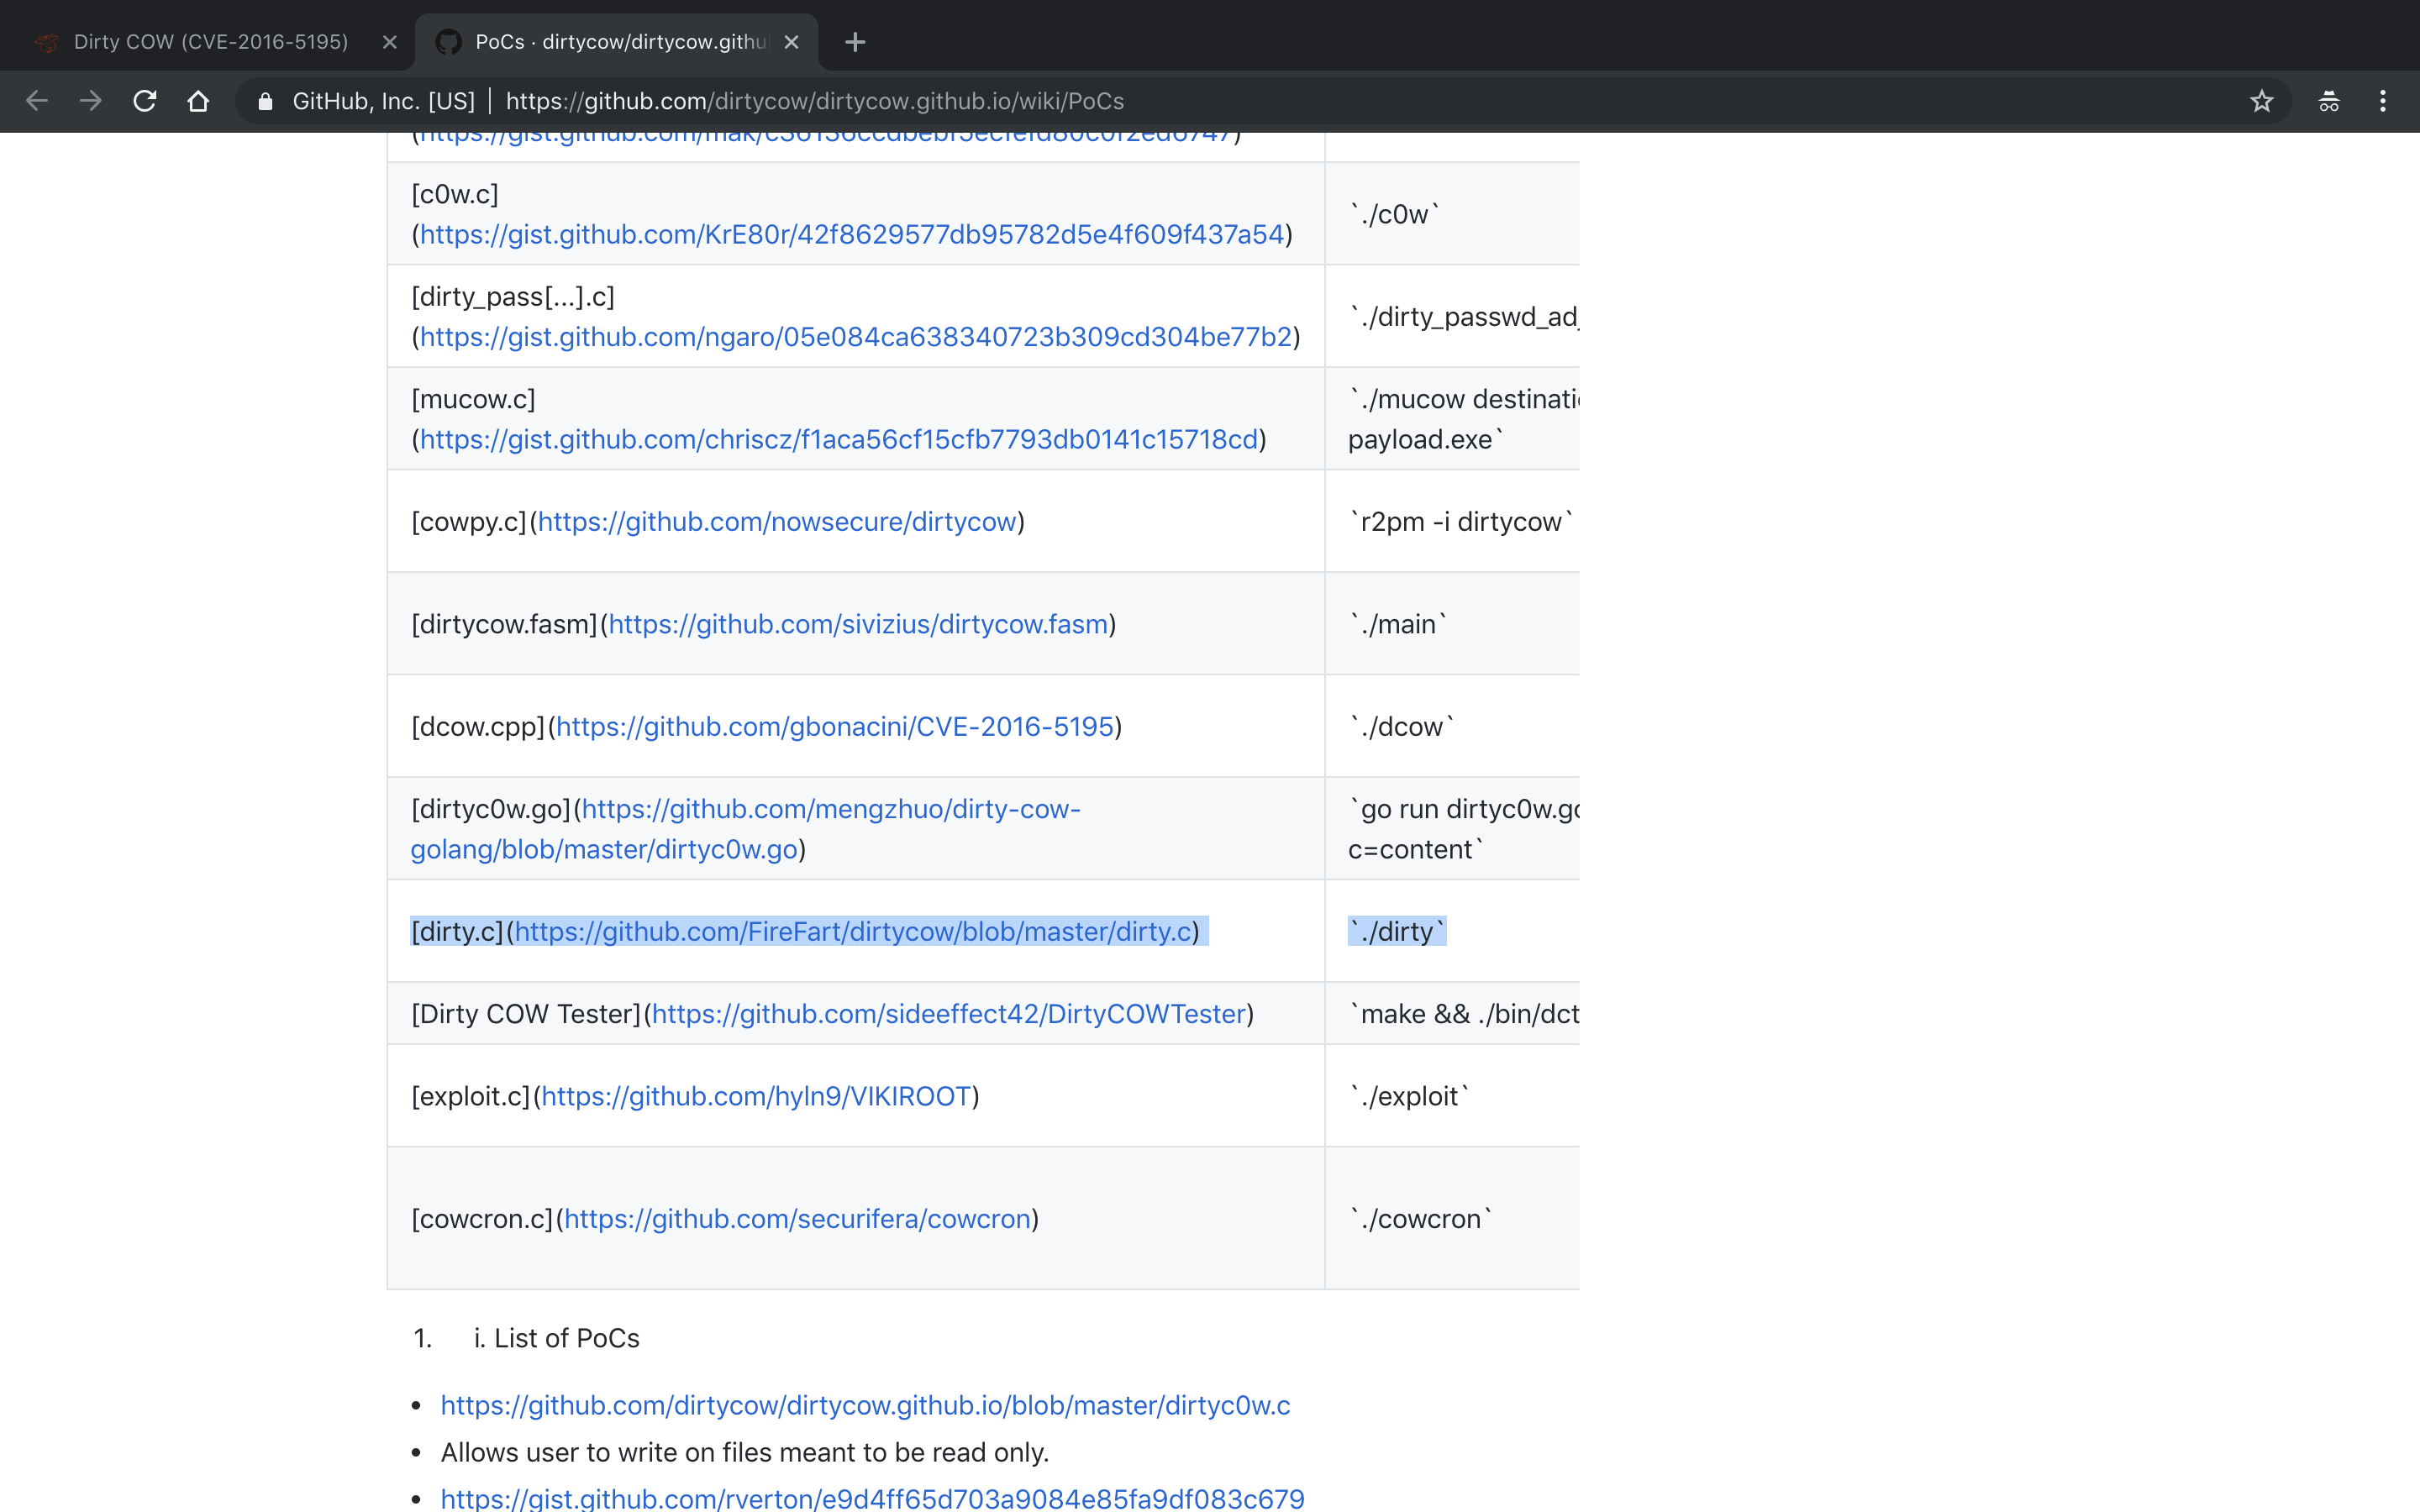 Dirty COW (CVE-2016-5195)
PoCs · dirtycow/dirtycow.githu
GitHub, Inc. [US] | https://github.com/dirtycow/dirtycow.github.io/wiki/PoCs
(https://gist.github.com/mak/c36136ccdbebf5ecfefd80c0f2ed6747)
[c0w.c]
(https://gist.github.com/KrE80r/42f8629577db95782d5e4f609f437a54)
`./c0w`
[dirty_pass[...].c]
(https://gist.github.com/ngaro/05e084ca638340723b309cd304be77b2)
`./dirty_passwd_ad
[mucow.c]
(https://gist.github.com/chriscz/f1aca56cf15cfb7793db0141c15718cd)
`./mucow destinati
payload.exe`
[cowpy.c](https://github.com/nowsecure/dirtycow)
`r2pm -i dirtycow`
[dirtycow.fasm](https://github.com/sivizius/dirtycow.fasm)
`./main`
[dcow.cpp](https://github.com/gbonacini/CVE-2016-5195)
`./dcow`
[dirtyc0w.go](https://github.com/mengzhuo/dirty-cow-
golang/blob/master/dirtyc0w.go)
`go run dirtyc0w.go
c=content`
[dirty.c](https://github.com/FireFart/dirtycow/blob/master/dirty.c)
`./dirty`
[Dirty COW Tester](https://github.com/sideeffect42/DirtyCOWTester)
`make && ./bin/dct
[exploit.c](https://github.com/hyln9/VIKIROOT)
`./exploit`
[cowcron.c](https://github.com/securifera/cowcron)
`./cowcron`
1. i. List of PoCs
• https://github.com/dirtycow/dirtycow.github.io/blob/master/dirtyc0w.c
• Allows user to write on files meant to be read only.
• https://gist.github.com/rverton/e9d4ff65d703a9084e85fa9df083c679